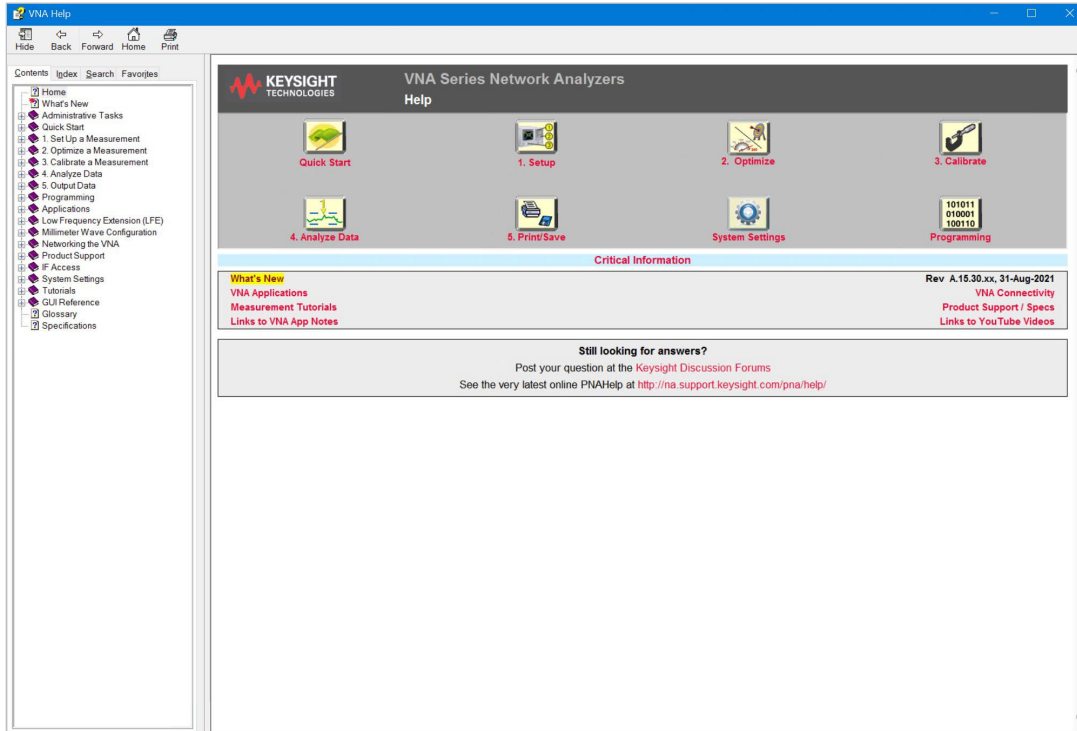 VNA Help
Hide Back Forward Home Print
Contents Index Search Favorites
Home
What's New
Administrative Tasks
Quick Start
1. Set Up a Measurement
2. Optimize a Measurement
3. Calibrate a Measurement
4. Analyze Data
5. Output Data
Programming
Applications
Low Frequency Extension (LFE)
Millimeter Wave Configuration
Networking the VNA
Product Support
IF Access
System Settings
Tutorials
GUI Reference
Glossary
Specifications
KEYSIGHT
TECHNOLOGIES
VNA Series Network Analyzers
Help
Quick Start
1. Setup
2. Optimize
3. Calibrate
101011
010001
100110
4. Analyze Data
5. Print/Save
System Settings
Programming
Critical Information
What's New Rev A.15.30.xx, 31-Aug-2021
VNA Applications VNA Connectivity
Measurement Tutorials Product Support / Specs
Links to VNA App Notes Links to YouTube Videos
Still looking for answers?
Post your question at the Keysight Discussion Forums
See the very latest online PNAHelp at http://na.support.keysight.com/pna/help/